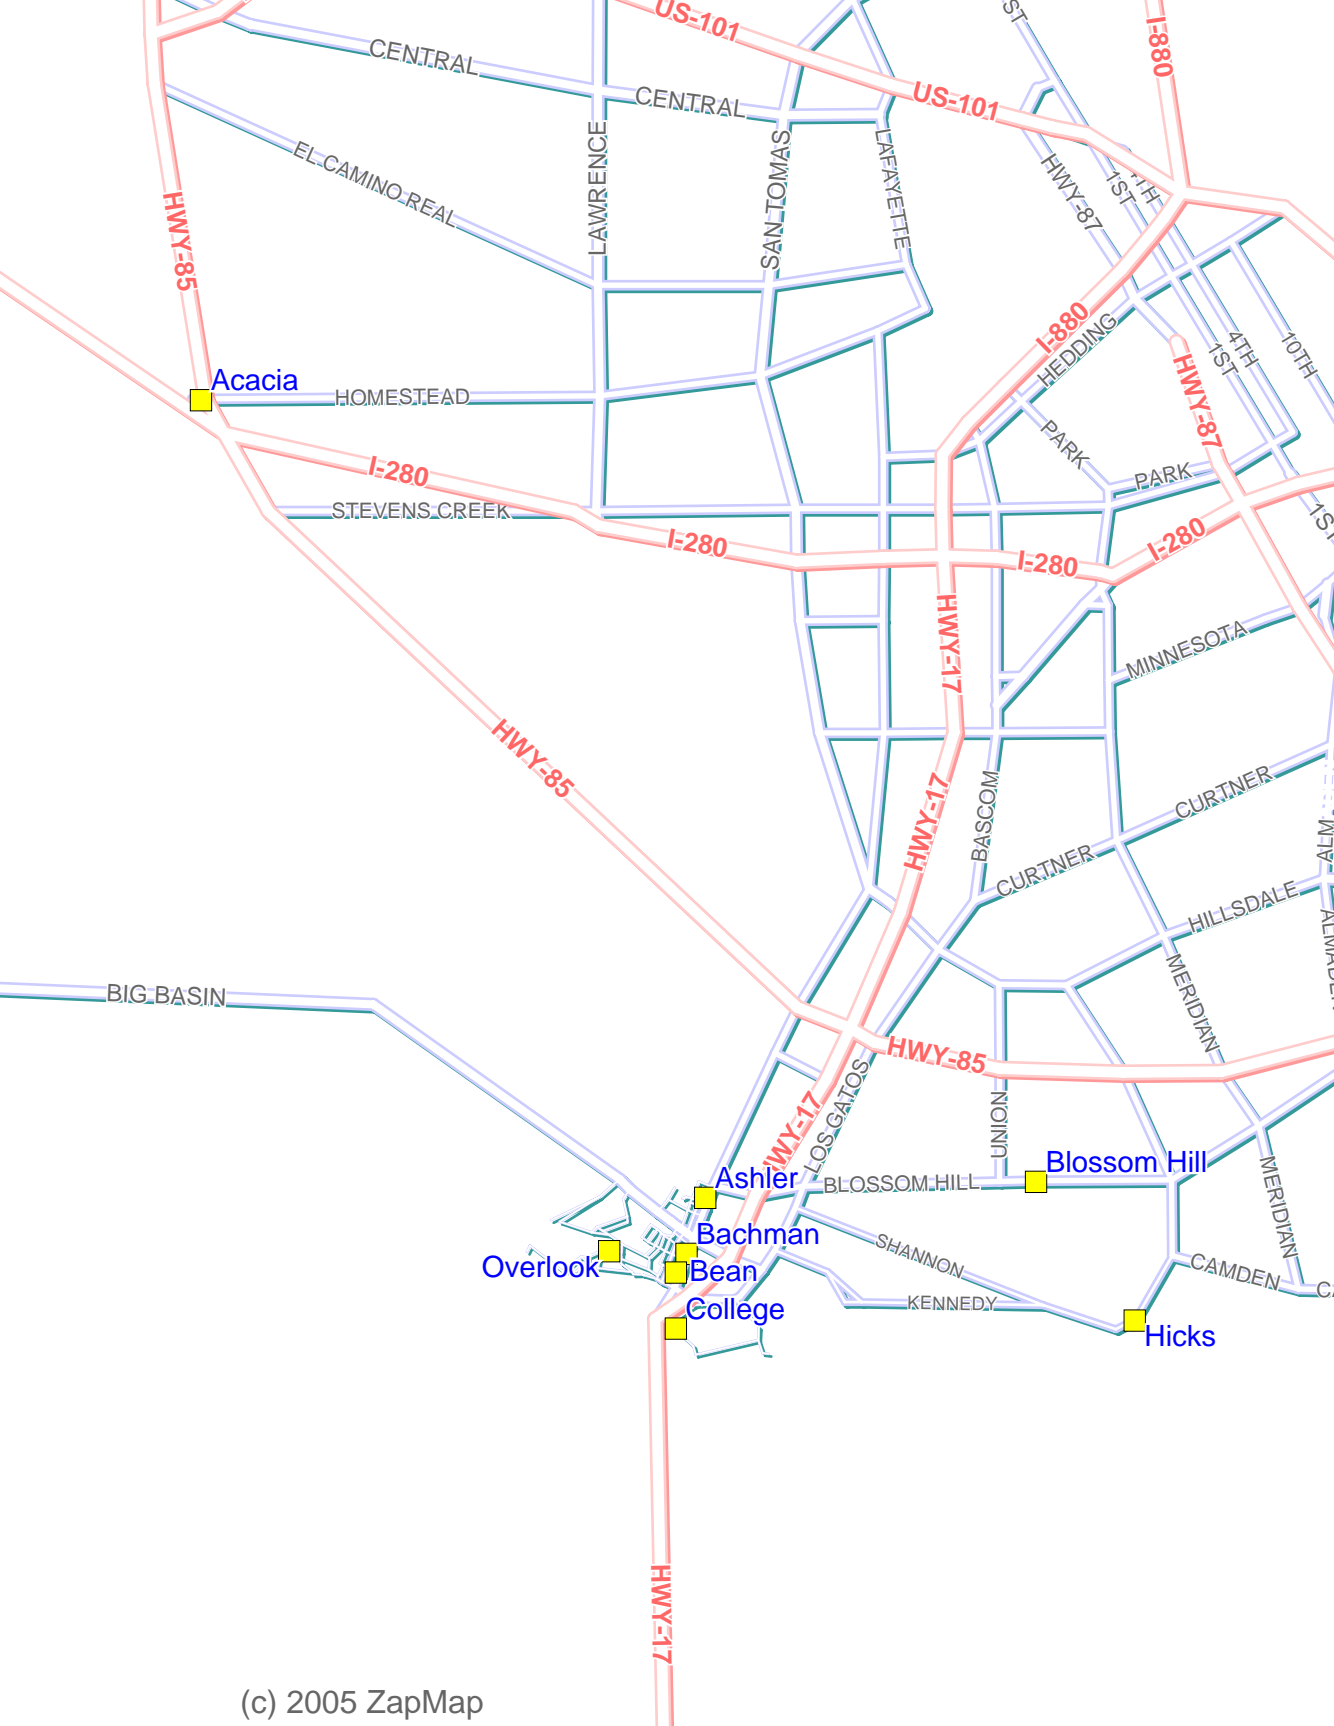 US-101
ST
I-880
CENTRAL
CENTRAL
US-101
LAWRENCE
SAN TOMAS
LAFAYETTE
EL CAMINO REAL
HWY-87
1ST
HWY-85
I-880
HEDDING
4TH
1ST
10TH
HWY-87
Acacia
HOMESTEAD
PARK
PARK
I-280
STEVENS CREEK
I-280
I-280
I-280
HWY-17
MINNESOTA
HWY-85
HWY-17
BASCOM
CURTNER
CURTNER
ALM
HILLSDALE
BIG BASIN
MERIDIAN
HWY-85
LOS GATOS
UNION
Ashler
BLOSSOM HILL
Blossom Hill
MERIDIAN
Bachman
Overlook
Bean
SHANNON
CAMDEN
KENNEDY
College
Hicks
HWY-17
(c) 2005 ZapMap